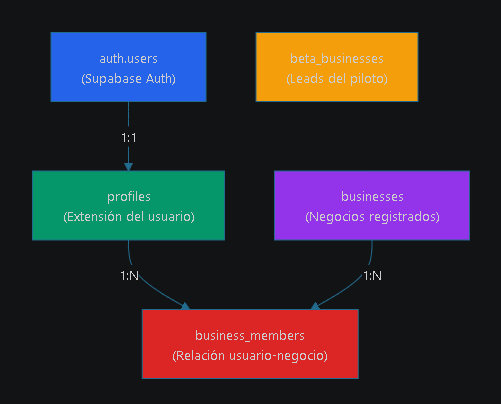 auth.users
(Supabase Auth)
beta_businesses
(Leads del piloto)
1:1
profiles
(Extensión del usuario)
businesses
(Negocios registrados)
1:N
1:N
business_members
(Relación usuario-negocio)